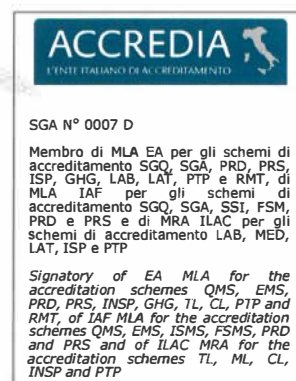 ACCREDIA
L'ENTE ITALIANO DI ACCREDITAMENTO
SGA N° 0007 D
Membro di MLA EA per gli schemi di
accreditamento SGQ, SGA, PRD, PRS,
ISP, GHG, LAB, LAT, PTP e RMT, di
MLA IAF per gli schemi di
accreditamento SGQ, SGA, SSI, FSM,
PRD e PRS e di MRA ILAC per gli
schemi di accreditamento LAB, MED,
LAT, ISP e PTP
Signatory of EA MLA for the
accreditation schemes QMS, EMS,
PRD, PRS, INSP, GHG, TL, CL, PTP and
RMT, of IAF MLA for the accreditation
schemes QMS, EMS, ISMS, FSMS, PRD
and PRS and of ILAC MRA for the
accreditation schemes TL, ML, CL,
INSP and PTP